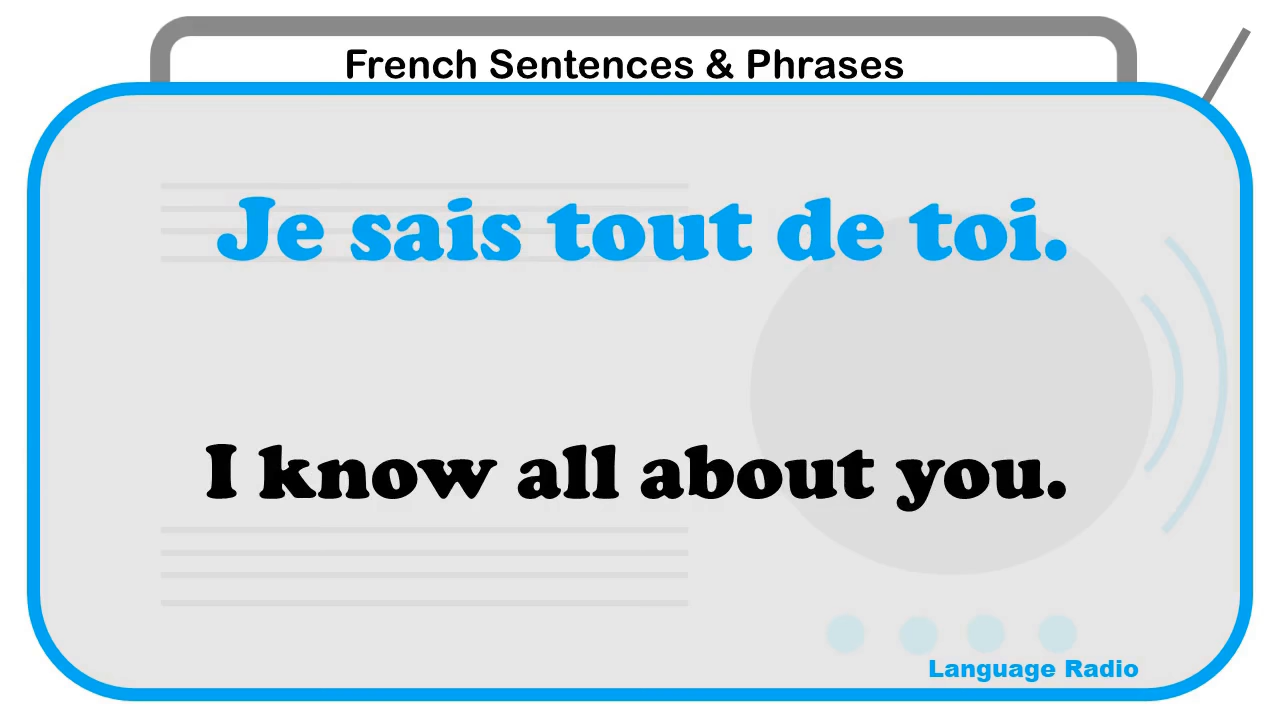 French Sentences & Phrases
Je sais tout de toi.
I know all about you.
Language Radio